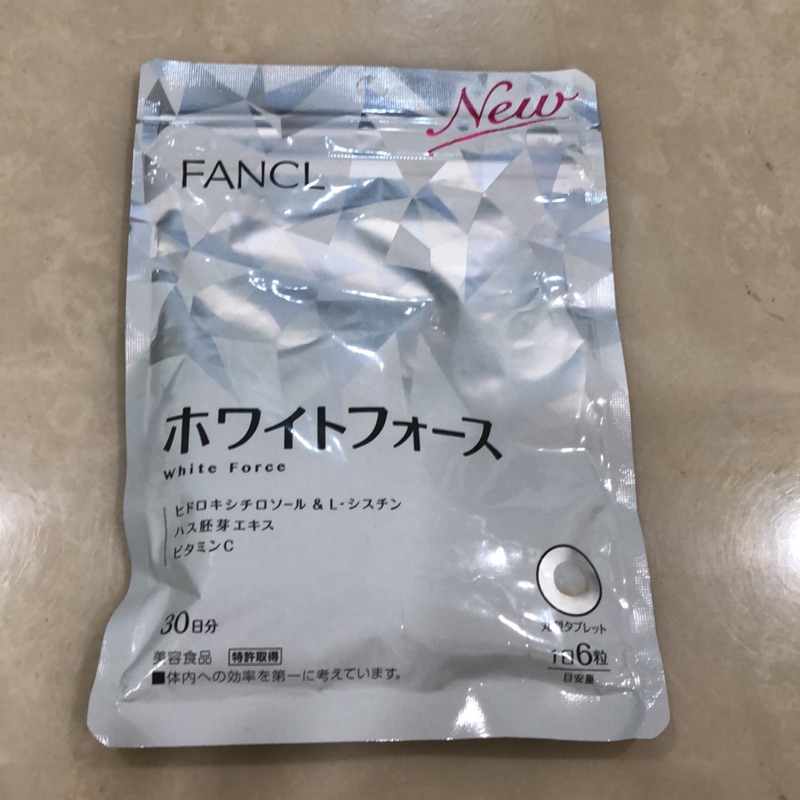 New
FANCL
ホワイトフォース
White Force
ヒドロキシチロソール & L-シスチン
ハス胚芽エキス
ビタミンC
30日分
丸型タブレット
美容食品 特許取得
1日6粒
■体内への効率を第一に考えています。
目安量